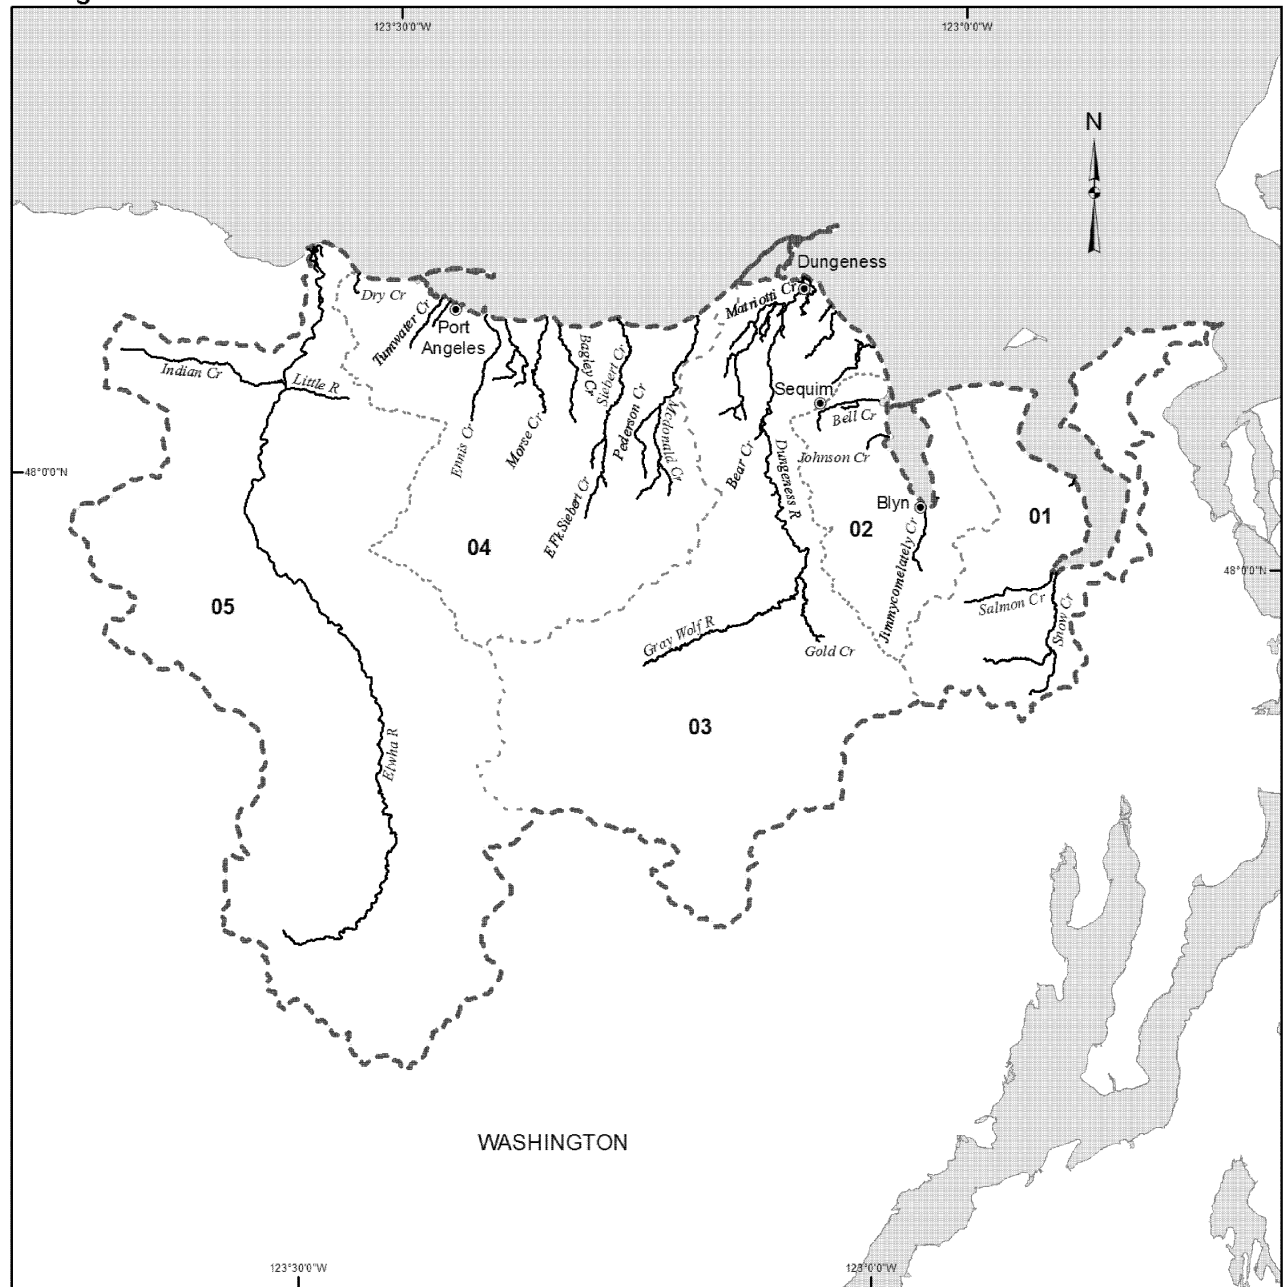 123°30'0"W
123°0'0"W
N
Dungeness
Matriotti Cr
Dry Cr
Tumwater Cr
Port
Angeles
Bagley Cr
Siebert Cr
Indian Cr
Little R
Pederson Cr
Mcdonald Cr
Sequim
Bell Cr
Ennis Cr
Morse Cr
Bear Cr
Dungeness R
Johnson Cr
48°0'0"N
E Fk Siebert Cr
Blyn
04
02
01
Jimmycomelately Cr
48°0'0"N
05
Salmon Cr
Snow Cr
Gray Wolf R
Gold Cr
03
Elwha R
WASHINGTON
123°30'0"W
123°0'0"W